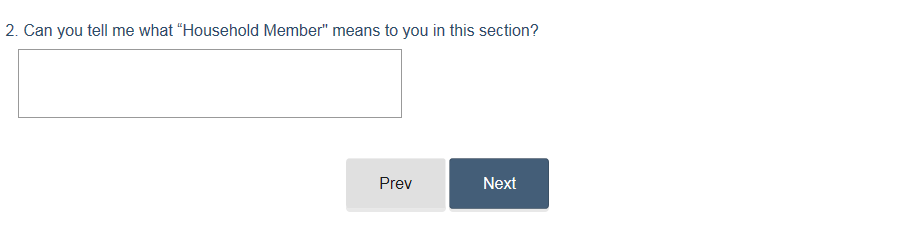 2. Can you tell me what “Household Member" means to you in this section?
Prev
Next